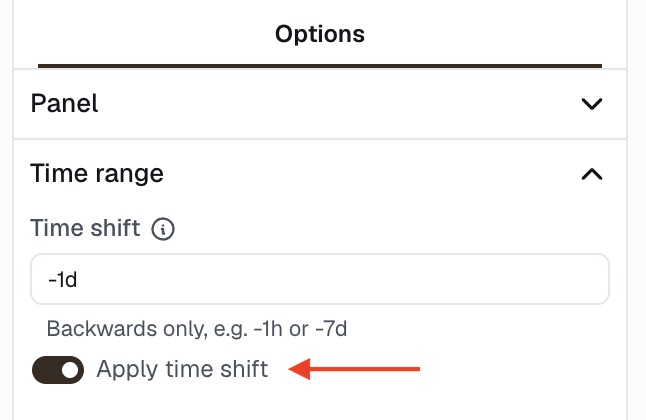 Options
Panel
Time range
Time shift
-1d
Backwards only, e.g. -1h or -7d
Apply time shift